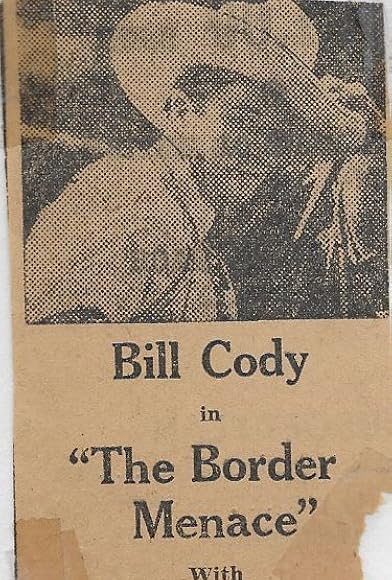 Bill Cody
in
“The Border
Menace”
With